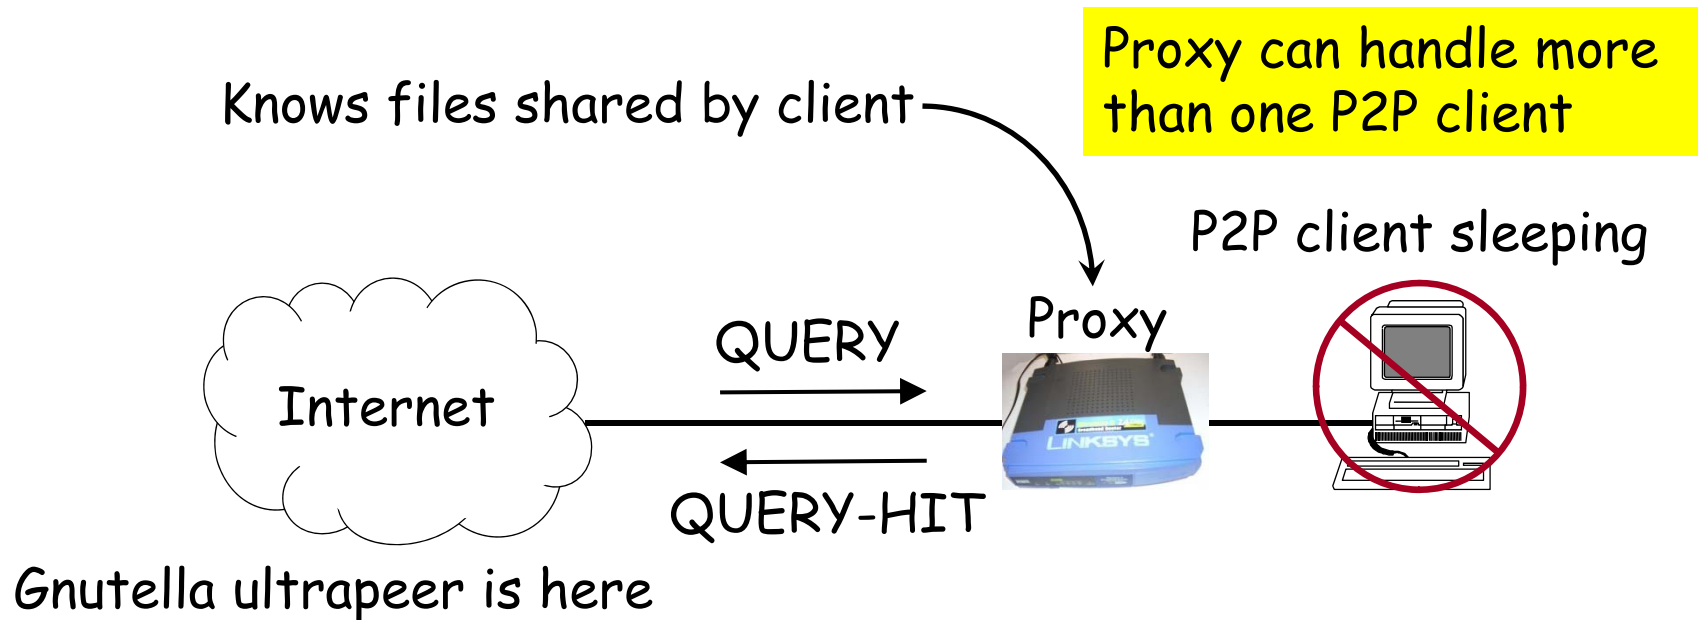 Proxy can handle more
than one P2P client
Knows files shared by client
P2P client sleeping
Proxy
QUERY
Internet
LINKSYS
QUERY-HIT
Gnutella ultrapeer is here